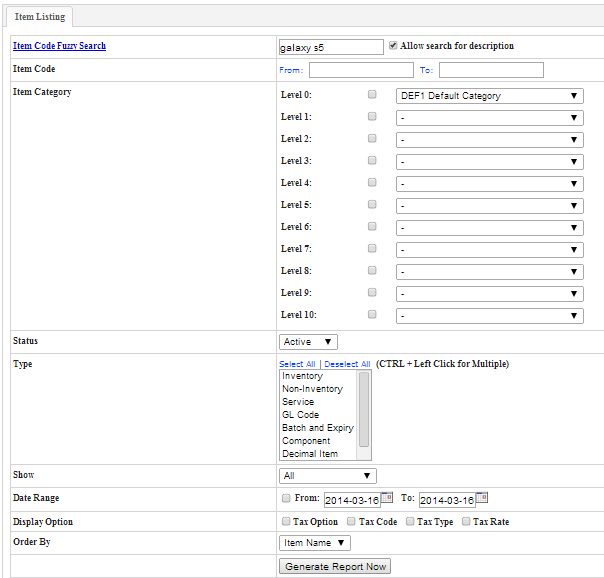 Item Listing
Item Code Fuzzy Search galaxy s5 Allow search for description
Item Code From: To:
Item Category Level 0: DEF1 Default Category
Level 1: -
Level 2: -
Level 3: -
Level 4: -
Level 5: -
Level 6: -
Level 7: -
Level 8: -
Level 9: -
Level 10: -
Status Active
Type Select All | Deselect All (CTRL + Left Click for Multiple)
Inventory
Non-Inventory
Service
GL Code
Batch and Expiry
Component
Decimal Item
Show All
Date Range From: 2014-03-16 To: 2014-03-16
Display Option Tax Option Tax Code Tax Type Tax Rate
Order By Item Name
Generate Report Now